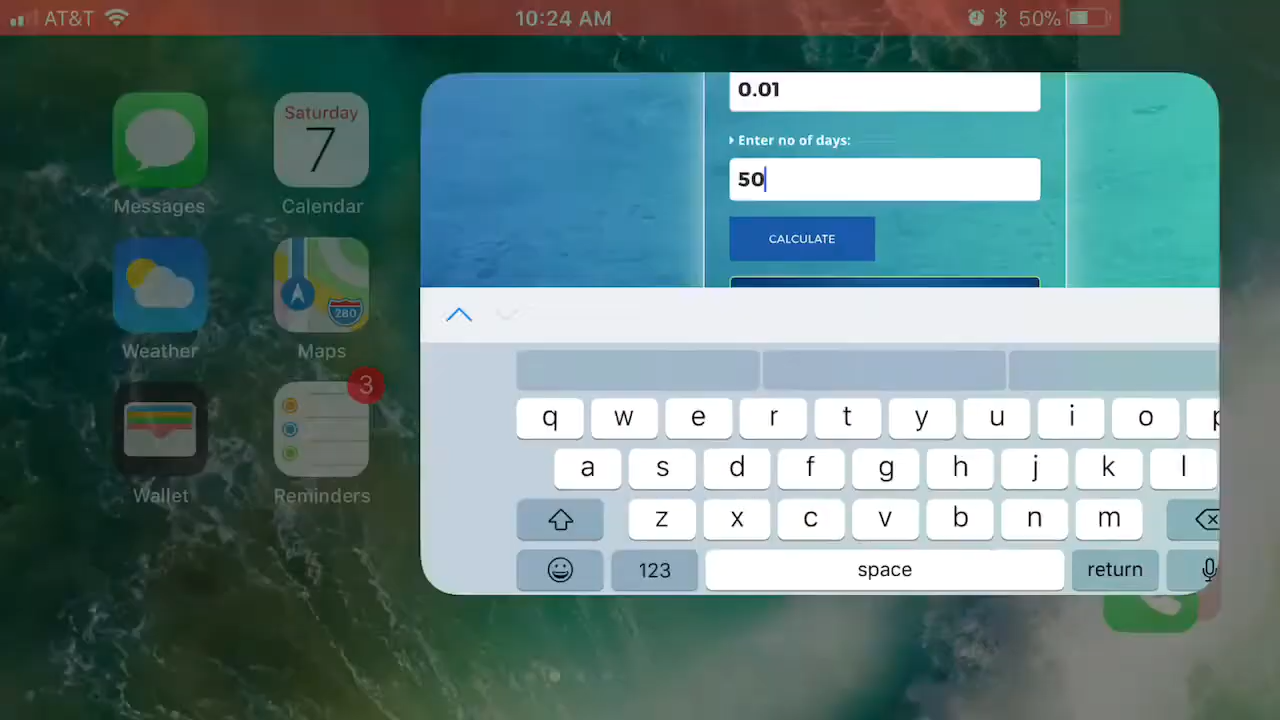 AT&T 10:24 AM 50%
Saturday
7
Messages Calendar
280
Weather Maps
3
Wallet Reminders
0.01
Enter no of days:
50
CALCULATE
q w e r t y u i o p
a s d f g h j k l
z x c v b n m
123 space return